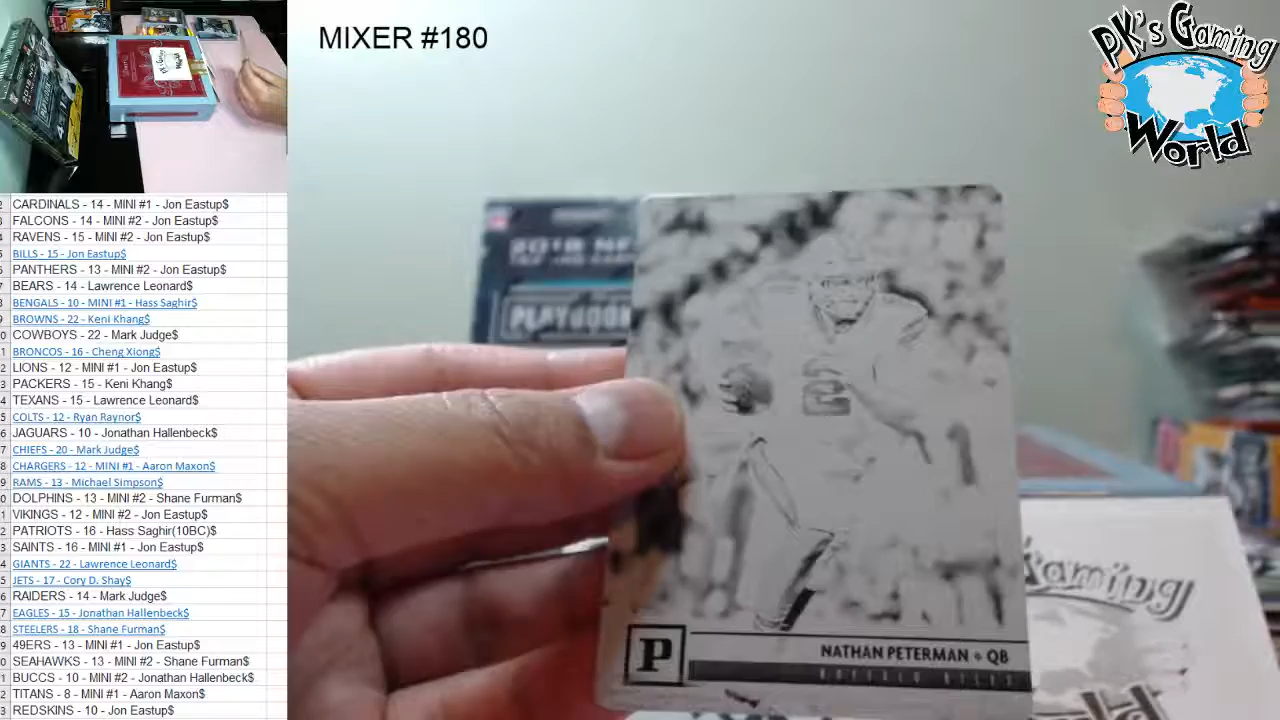 MIXER #180
PK's Gaming
World
CARDINALS - 14 - MINI #1 - Jon Eastup$
FALCONS - 14 - MINI #2 - Jon Eastup$
RAVENS - 15 - MINI #2 - Jon Eastup$
BILLS - 15 - Jon Eastup$
PANTHERS - 13 - MINI #2 - Jon Eastup$
BEARS - 14 - Lawrence Leonard$
BENGALS - 10 - MINI #1 - Hass Saghir$
BROWNS - 22 - Keni Khang$
COWBOYS - 22 - Mark Judge$
BRONCOS - 16 - Cheng Xiong$
LIONS - 12 - MINI #1 - Jon Eastup$
PACKERS - 15 - Keni Khang$
TEXANS - 15 - Lawrence Leonard$
COLTS - 12 - Ryan Raynor$
JAGUARS - 10 - Jonathan Hallenbeck$
CHIEFS - 20 - Mark Judge$
CHARGERS - 12 - MINI #1 - Aaron Maxon$
RAMS - 13 - Michael Simpson$
DOLPHINS - 13 - MINI #2 - Shane Furman$
VIKINGS - 12 - MINI #2 - Jon Eastup$
PATRIOTS - 16 - Hass Saghir(10BC)$
SAINTS - 16 - MINI #1 - Jon Eastup$
GIANTS - 22 - Lawrence Leonard$
JETS - 17 - Cory D. Shay$
RAIDERS - 14 - Mark Judge$
EAGLES - 15 - Jonathan Hallenbeck$
STEELERS - 18 - Shane Furman$
49ERS - 13 - MINI #1 - Jon Eastup$
SEAHAWKS - 13 - MINI #2 - Shane Furman$
BUCCS - 10 - MINI #2 - Jonathan Hallenbeck$
TITANS - 8 - MINI #1 - Aaron Maxon$
REDSKINS - 10 - Jon Eastup$
2018 NF
PLAYBOOK
2
P
NATHAN PETERMAN • QB
BUFFALO BILLS
Gaming